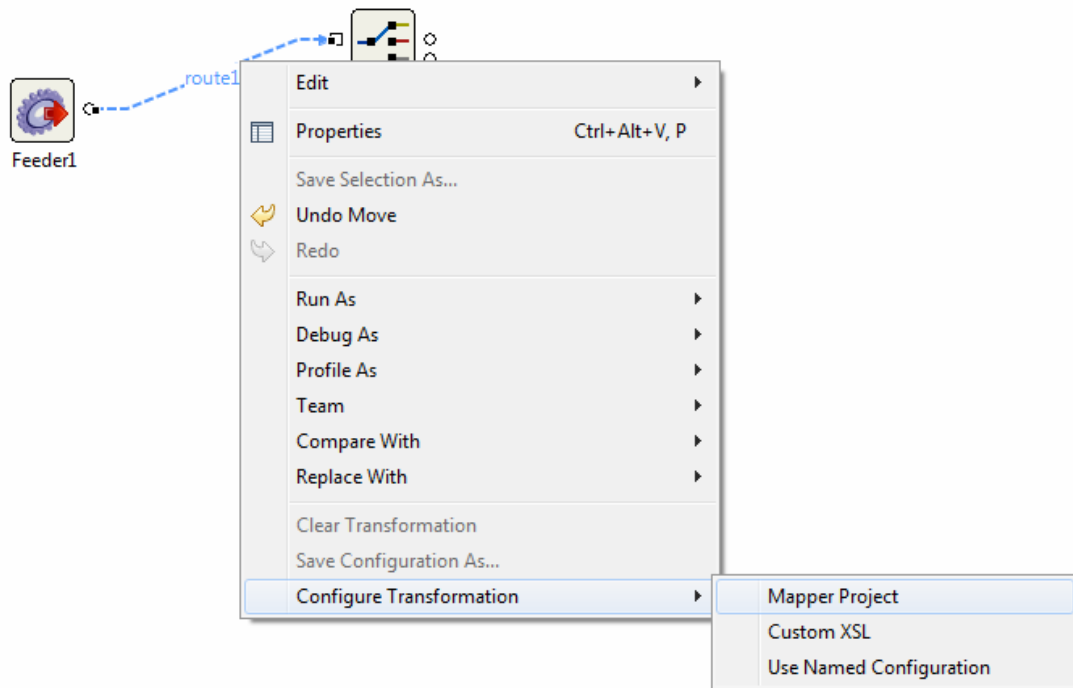 route1
Feeder1
Edit
Properties Ctrl+Alt+V, P
Save Selection As...
Undo Move
Redo
Run As
Debug As
Profile As
Team
Compare With
Replace With
Clear Transformation
Save Configuration As...
Configure Transformation
Mapper Project
Custom XSL
Use Named Configuration